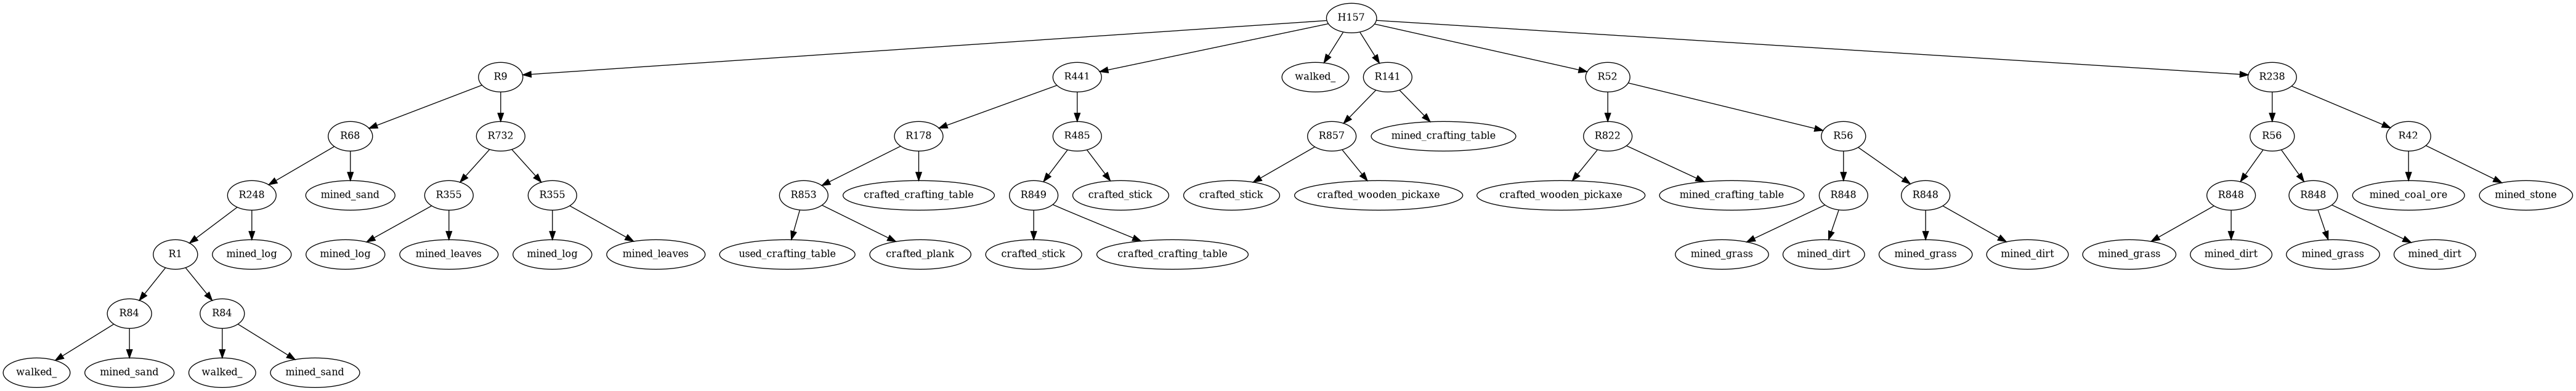 H157
R9
R441
walked_
R141
R52
R238
R68
R732
R178
R485
R857
mined_crafting_table
R822
R56
R56
R42
R248
mined_sand
R355
R355
R853
crafted_crafting_table
R849
crafted_stick
crafted_stick
crafted_wooden_pickaxe
crafted_wooden_pickaxe
mined_crafting_table
R848
R848
R848
R848
mined_coal_ore
mined_stone
R1
mined_log
mined_log
mined_leaves
mined_log
mined_leaves
used_crafting_table
crafted_plank
crafted_stick
crafted_crafting_table
mined_grass
mined_dirt
mined_grass
mined_dirt
mined_grass
mined_dirt
mined_grass
mined_dirt
R84
R84
walked_
mined_sand
walked_
mined_sand